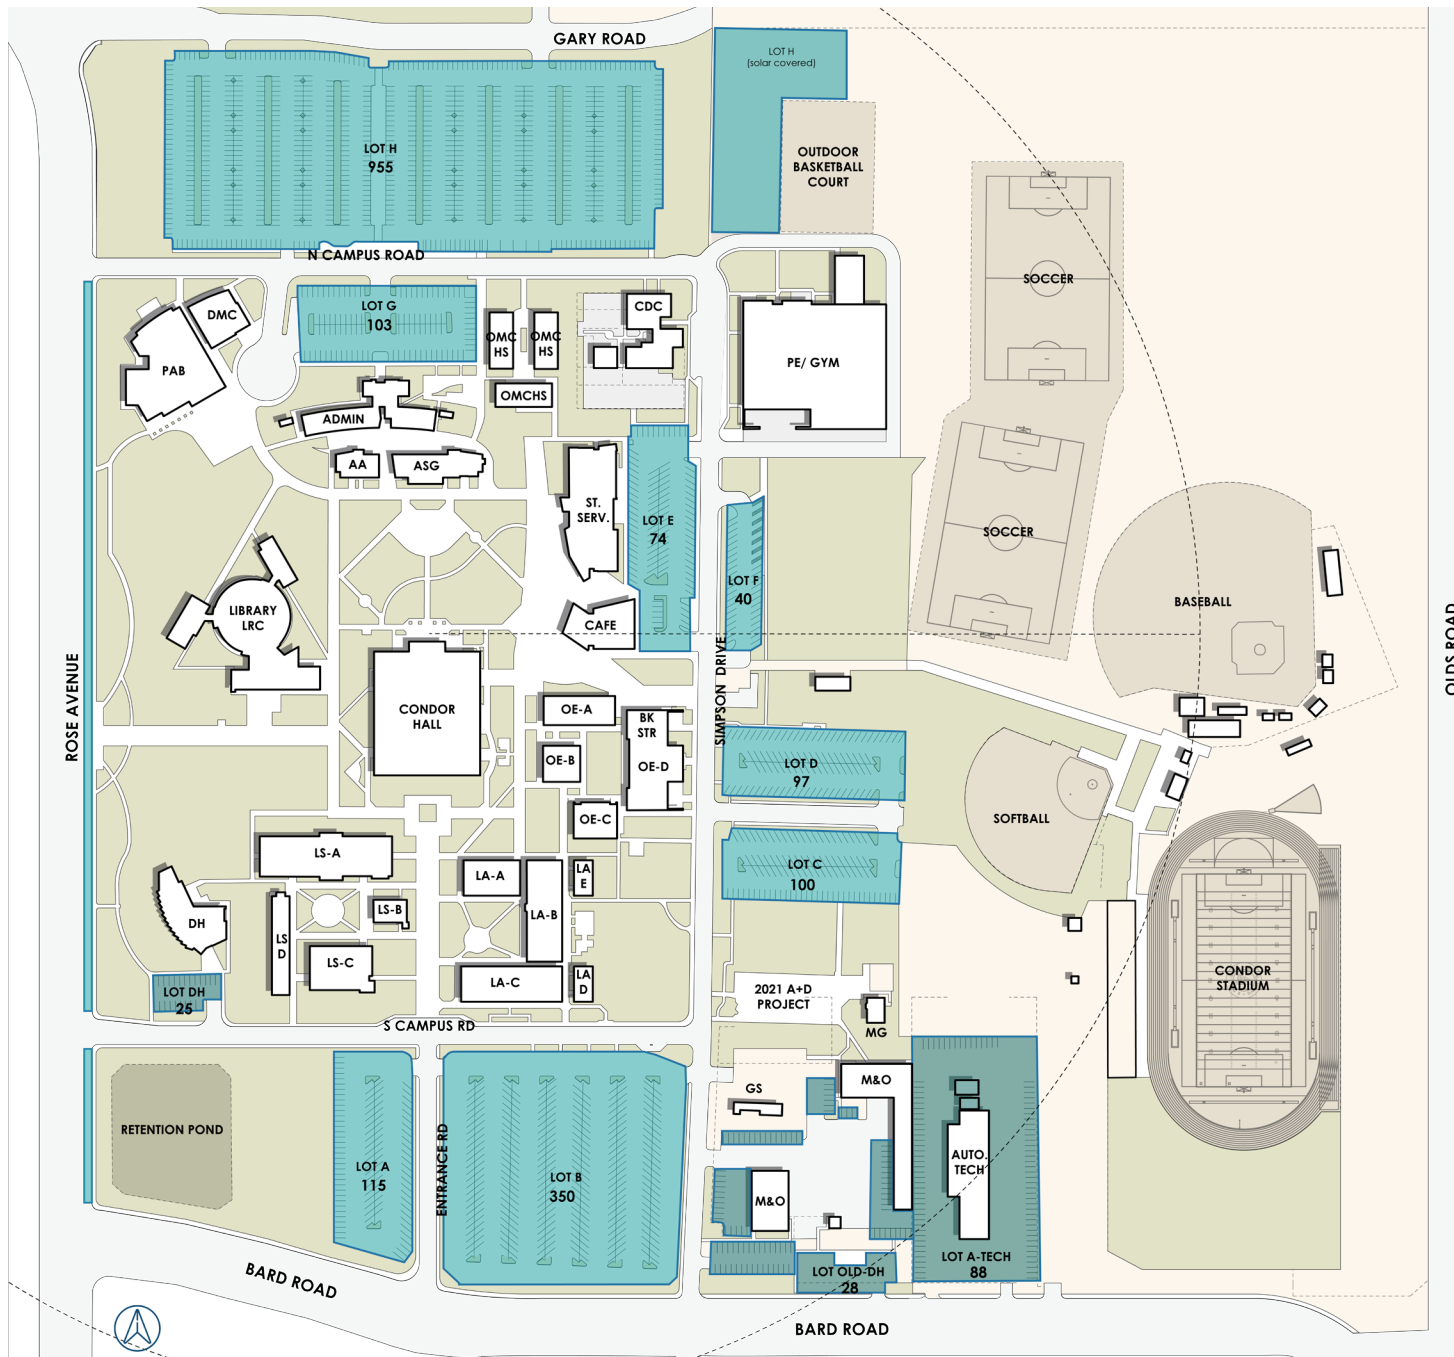 GARY ROAD
LOT H
(solar covered)
LOT H
955
OUTDOOR
BASKETBALL
COURT
N CAMPUS ROAD
SOCCER
LOT G
103
DMC
CDC
OMC
HS
OMC
HS
PAB
PE/ GYM
OMCHS
ADMIN
AA
ASG
ST.
SERV.
LOT E
74
SOCCER
LOT F
40
BASEBALL
LIBRARY
LRC
CAFE
ROSE AVENUE
SIMPSON DRIVE
OLDS ROAD
CONDOR
HALL
OE-A
BK
STR
OE-B
OE-D
LOT D
97
OE-C
SOFTBALL
LS-A
LOT C
100
LA-A
LA
E
LS-B
LA-B
DH
LS
D
LS-C
LA-C
LA
D
CONDOR
STADIUM
LOT DH
25
2021 A+D
PROJECT
S CAMPUS RD
MG
M&O
GS
RETENTION POND
ENTRANCE RD
LOT A
115
LOT B
350
AUTO.
TECH
M&O
LOT A-TECH
88
LOT OLD-DH
28
BARD ROAD
BARD ROAD